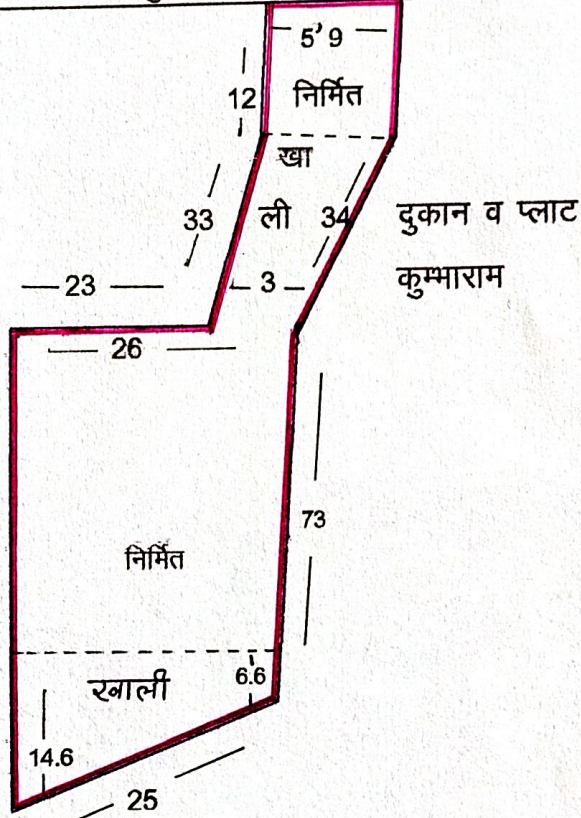 5’9
12 निर्मित
खा
33 ली 34 दुकान व प्लाट
23 3 कुम्भाराम
26
73
निर्मित
खाली 6.6
14.6
25